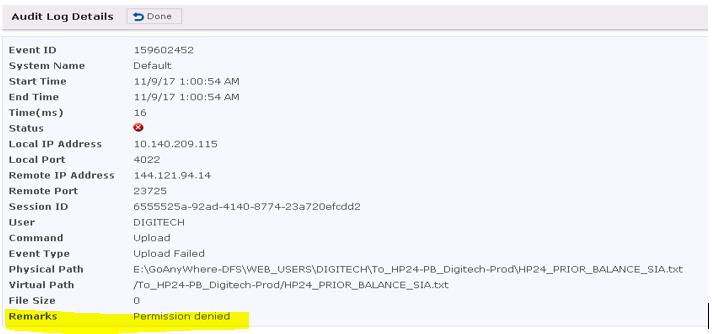 Audit Log Details Done
Event ID 159602452
System Name Default
Start Time 11/9/17 1:00:54 AM
End Time 11/9/17 1:00:54 AM
Time(ms) 16
Status
Local IP Address 10.140.209.115
Local Port 4022
Remote IP Address 144.121.94.14
Remote Port 23725
Session ID 6555525a-92ad-4140-8774-23a720efcdd2
User DIGITECH
Command Upload
Event Type Upload Failed
Physical Path E:\GoAnyWhere-DFS\WEB_USERS\DIGITECH\To_HP24-PB_Digitech-Prod\HP24_PRIOR_BALANCE_SIA.txt
Virtual Path /To_HP24-PB_Digitech-Prod/HP24_PRIOR_BALANCE_SIA.txt
File Size 0
Remarks Permission denied